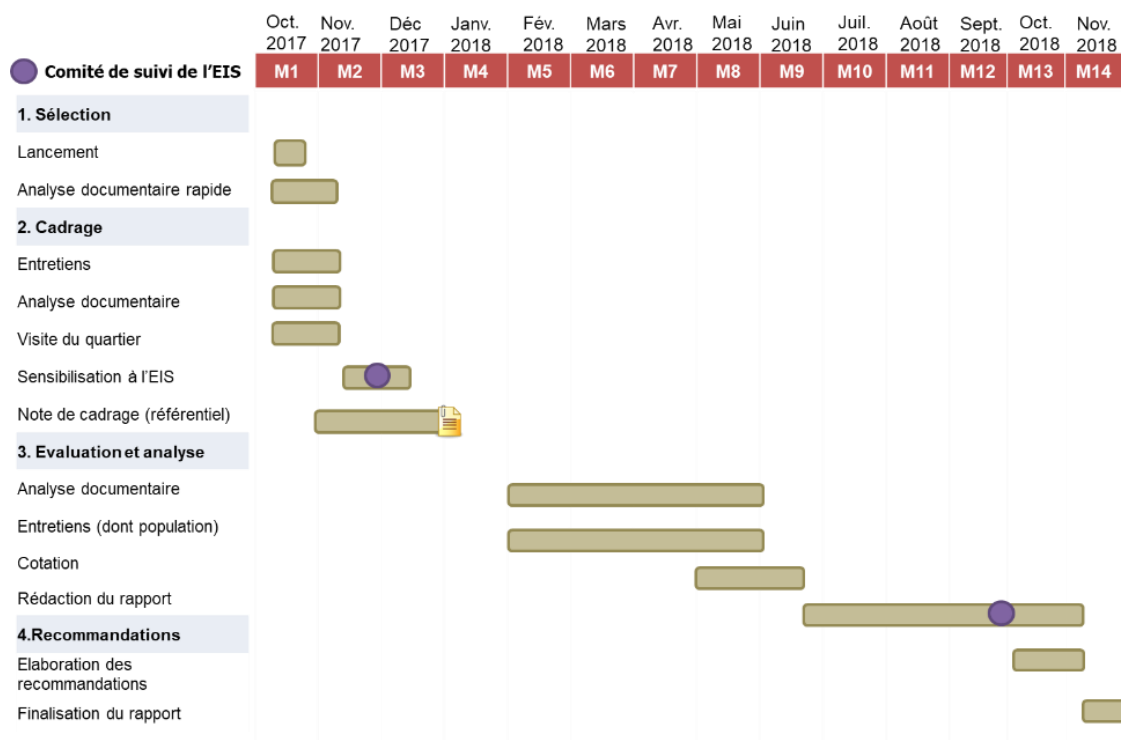 Oct. Nov. Déc Janv. Fév. Mars Avr. Mai Juin Juil. Août Sept. Oct. Nov.
2017 2017 2017 2018 2018 2018 2018 2018 2018 2018 2018 2018 2018 2018
Comité de suivi de l'EIS M1 M2 M3 M4 M5 M6 M7 M8 M9 M10 M11 M12 M13 M14
1. Sélection
Lancement
Analyse documentaire rapide
2. Cadrage
Entretiens
Analyse documentaire
Visite du quartier
Sensibilisation à l'EIS
Note de cadrage (référentiel)
3. Evaluation et analyse
Analyse documentaire
Entretiens (dont population)
Cotation
Rédaction du rapport
4.Recommandations
Elaboration des
recommandations
Finalisation du rapport